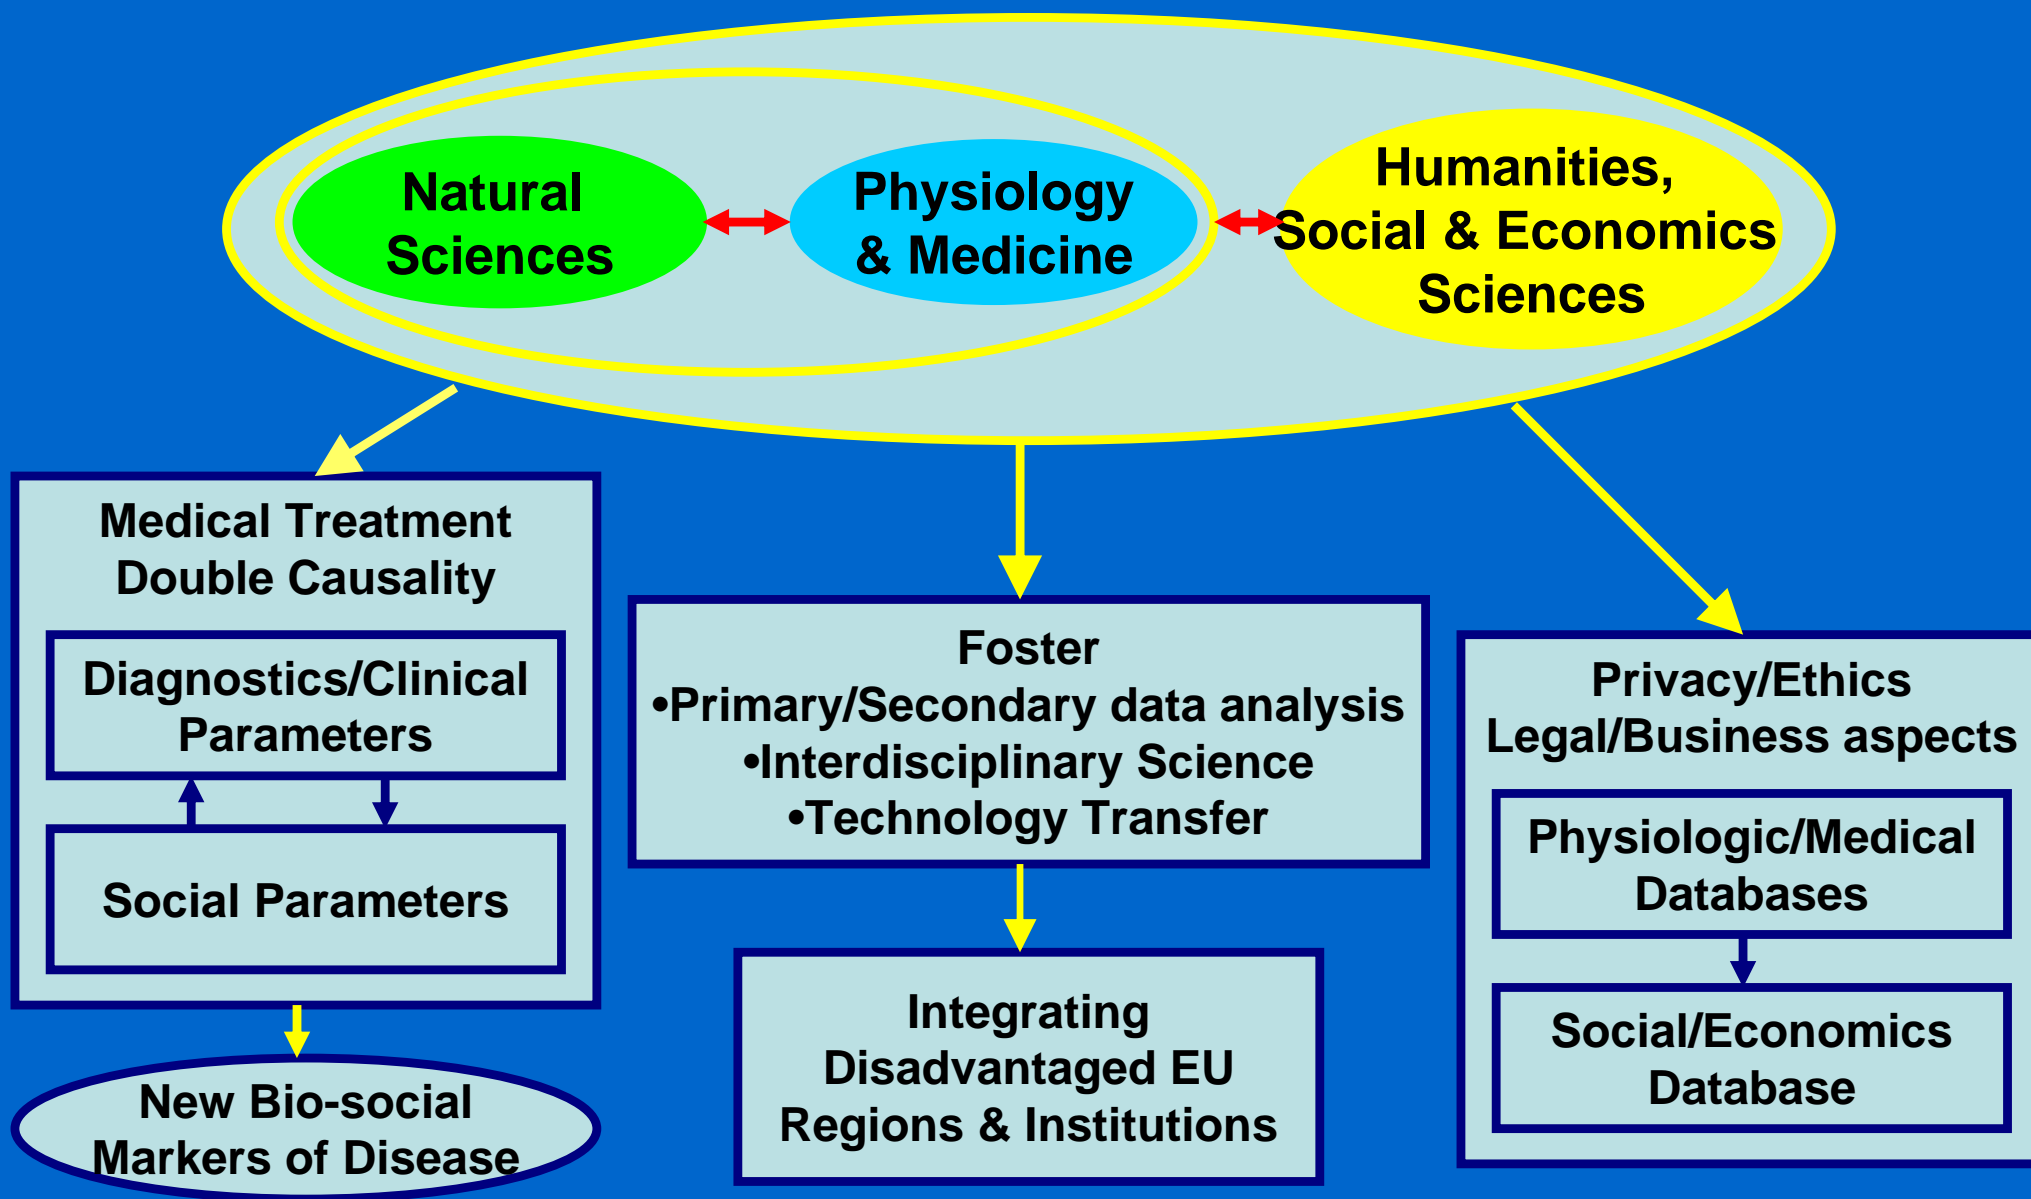 Natural
Sciences
Physiology
& Medicine
Humanities,
Social & Economics
Sciences
Medical Treatment
Double Causality
Diagnostics/Clinical
Parameters
Social Parameters
New Bio-social
Markers of Disease
Foster
•Primary/Secondary data analysis
•Interdisciplinary Science
•Technology Transfer
Integrating
Disadvantaged EU
Regions & Institutions
Privacy/Ethics
Legal/Business aspects
Physiologic/Medical
Databases
Social/Economics
Database